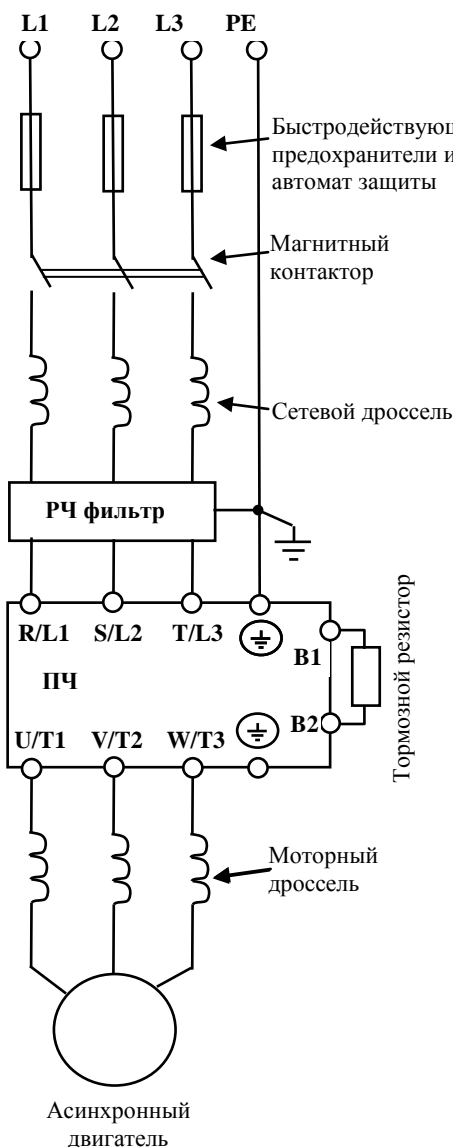 L1 L2 L3 PE
Быстродействующ
предохранители и
автомат защиты
Магнитный
контактор
Сетевой дроссель
РЧ фильтр
R/L1 S/L2 T/L3
B1
ПЧ
B2
U/T1 V/T2 W/T3
Тормозной резистор
Моторный
дроссель
Асинхронный
двигатель